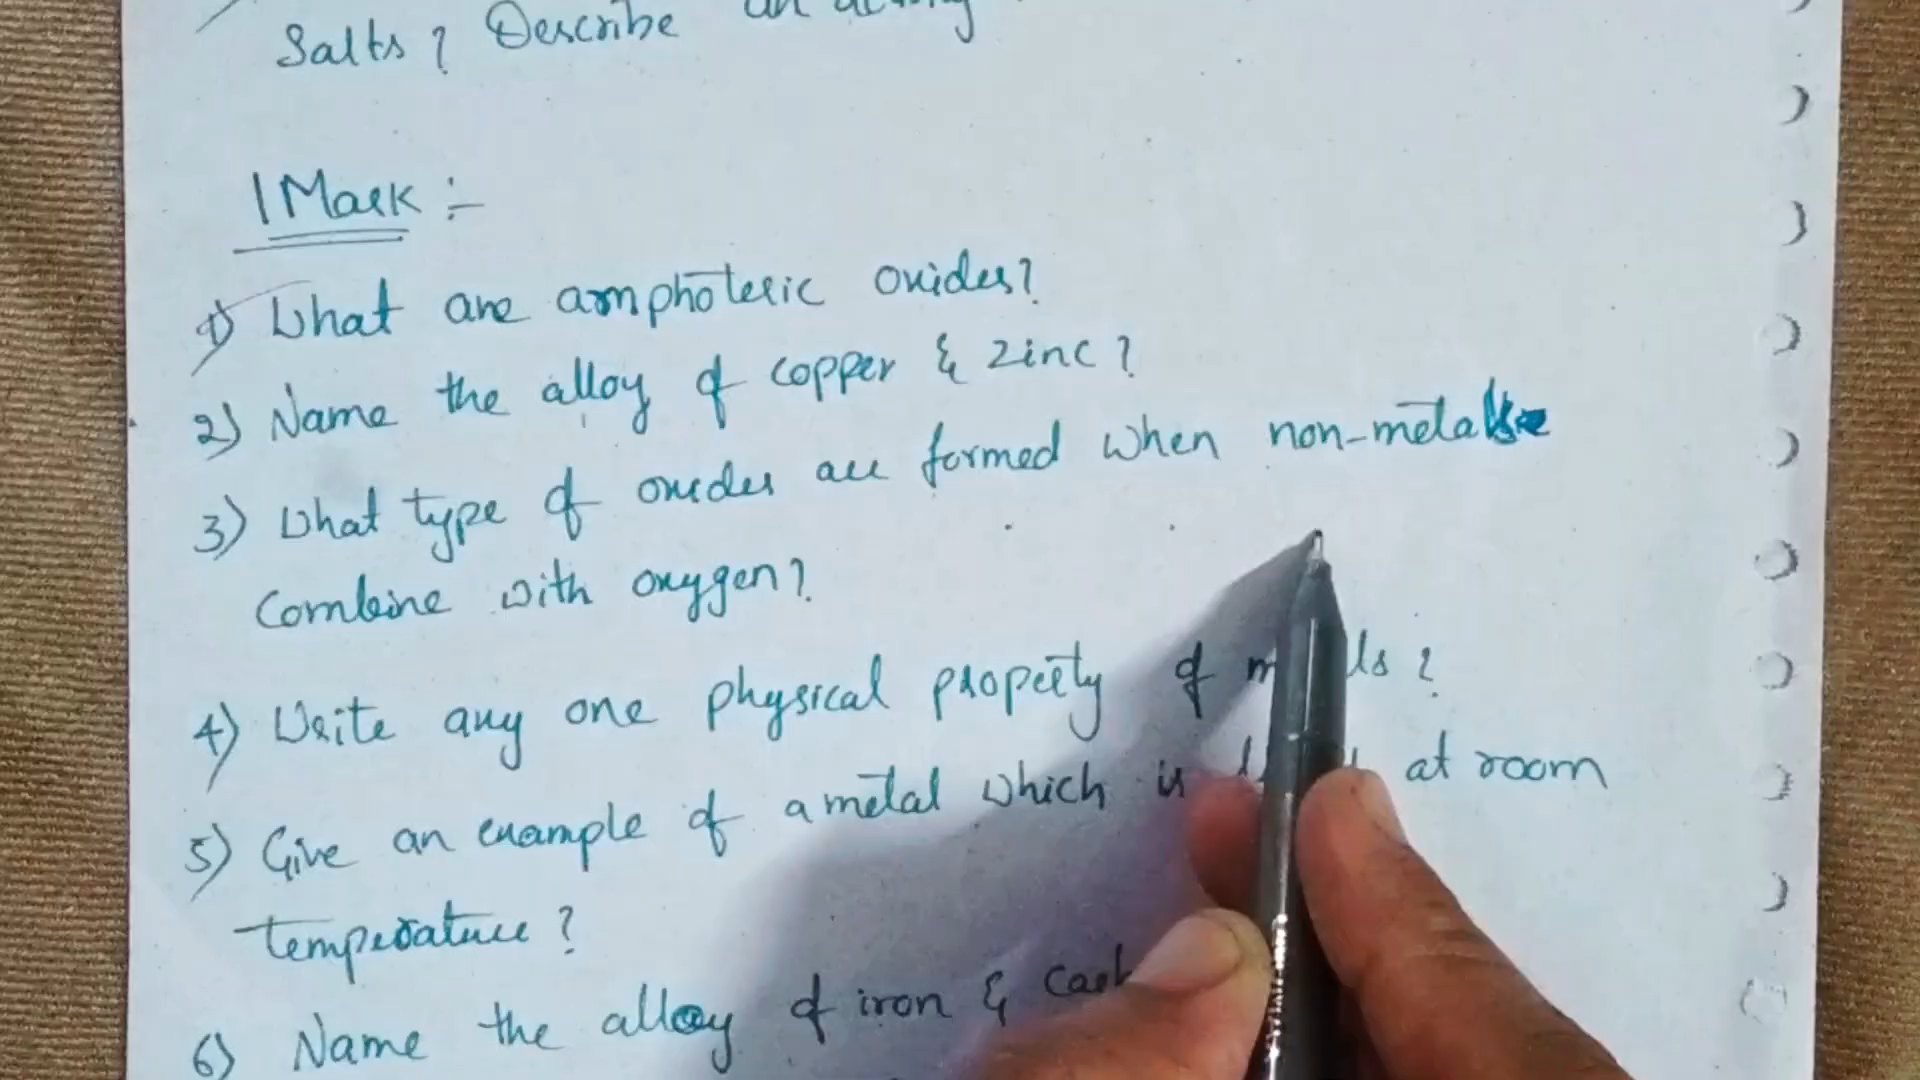 Salts? Describe an
1 Mark :-
1) What are amphoteric oxides?
2) Name the alloy of copper & zinc?
3) What type of oxides are formed when non-metals
combine with oxygen?
4) Write any one physical property of
5) Give an example of a metal which is at room
temperature?
6) Name the alloy of iron &